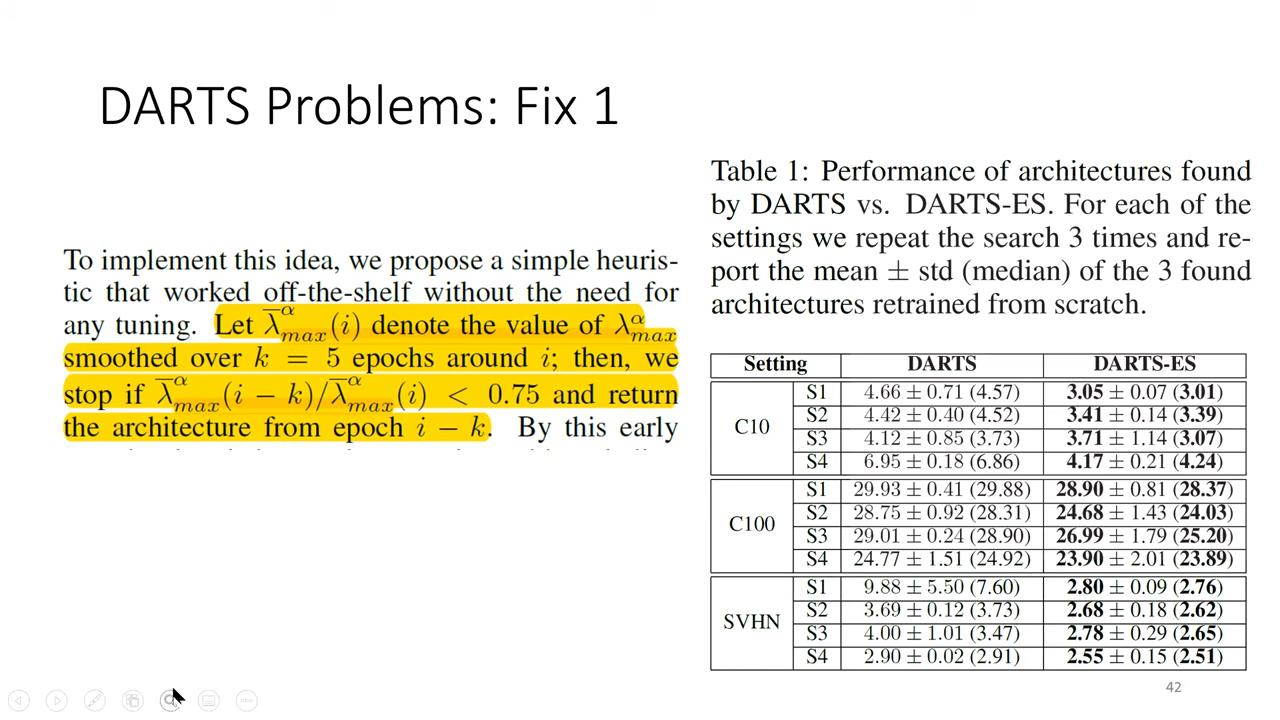 DARTS Problems: Fix 1
To implement this idea, we propose a simple heuris-
tic that worked off-the-shelf without the need for
any tuning. Let λ̅^α_max(i) denote the value of λ^α_max
smoothed over k = 5 epochs around i; then, we
stop if λ̅^α_max(i − k)/λ̅^α_max(i) < 0.75 and return
the architecture from epoch i − k. By this early
Table 1: Performance of architectures found
by DARTS vs. DARTS-ES. For each of the
settings we repeat the search 3 times and re-
port the mean ± std (median) of the 3 found
architectures retrained from scratch.
Setting DARTS DARTS-ES
C10
S1 4.66 ± 0.71 (4.57) 3.05 ± 0.07 (3.01)
S2 4.42 ± 0.40 (4.52) 3.41 ± 0.14 (3.39)
S3 4.12 ± 0.85 (3.73) 3.71 ± 1.14 (3.07)
S4 6.95 ± 0.18 (6.86) 4.17 ± 0.21 (4.24)
C100
S1 29.93 ± 0.41 (29.88) 28.90 ± 0.81 (28.37)
S2 28.75 ± 0.92 (28.31) 24.68 ± 1.43 (24.03)
S3 29.01 ± 0.24 (28.90) 26.99 ± 1.79 (25.20)
S4 24.77 ± 1.51 (24.92) 23.90 ± 2.01 (23.89)
SVHN
S1 9.88 ± 5.50 (7.60) 2.80 ± 0.09 (2.76)
S2 3.69 ± 0.12 (3.73) 2.68 ± 0.18 (2.62)
S3 4.00 ± 1.01 (3.47) 2.78 ± 0.29 (2.65)
S4 2.90 ± 0.02 (2.91) 2.55 ± 0.15 (2.51)
42